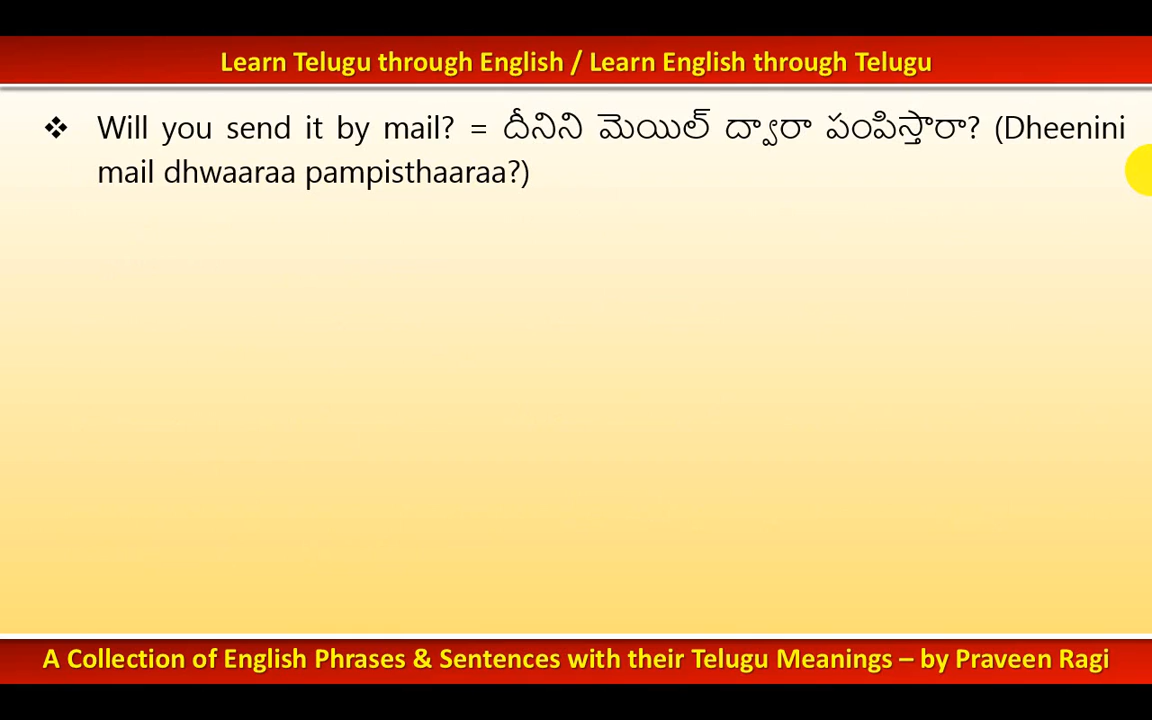 Learn Telugu through English / Learn English through Telugu
❖ Will you send it by mail? = దీనిని మెయిల్ ద్వారా పంపిస్తారా? (Dheenini
mail dhwaaraa pampisthaaraa?)
A Collection of English Phrases & Sentences with their Telugu Meanings – by Praveen Ragi